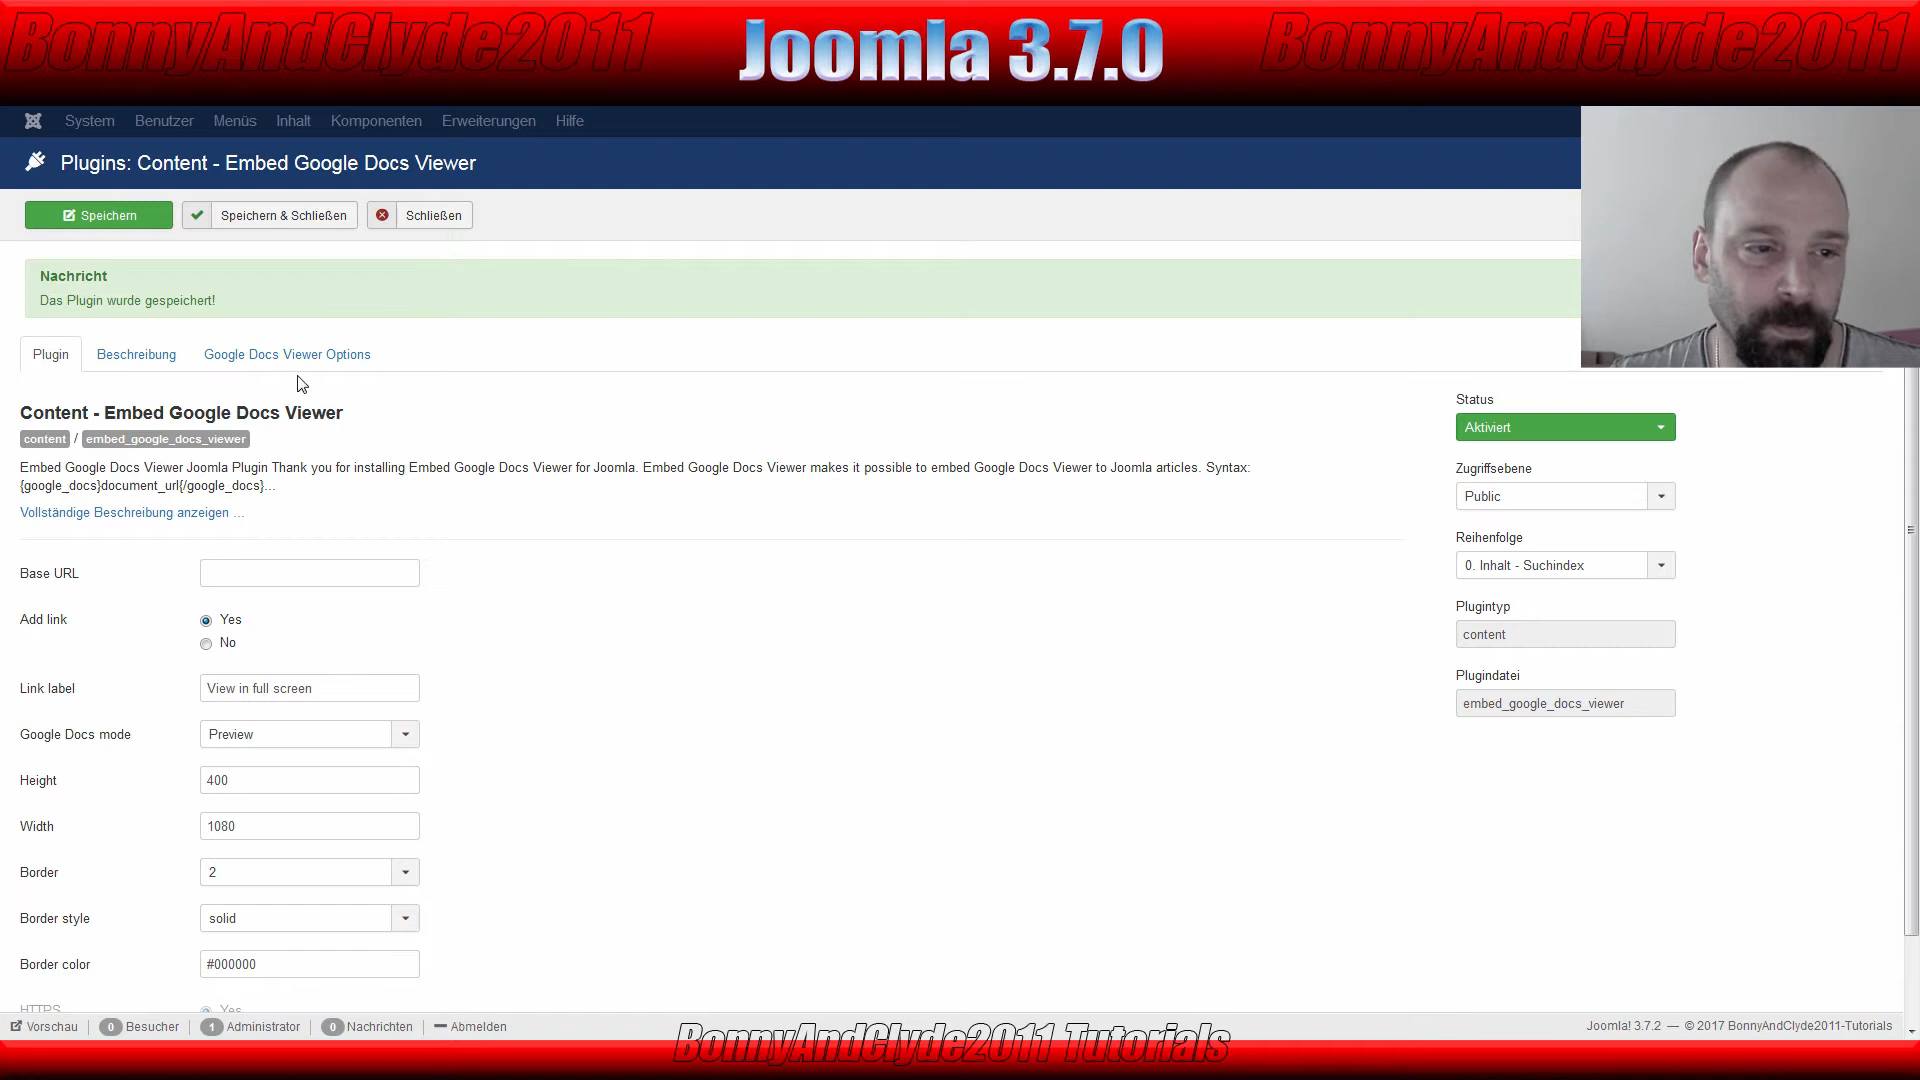 BonnyAndClyde2011
Joomla 3.7.0
BonnyAndClyde2011
System Benutzer Menüs Inhalt Komponenten Erweiterungen Hilfe
Plugins: Content - Embed Google Docs Viewer
Speichern Speichern & Schließen Schließen
Nachricht
Das Plugin wurde gespeichert!
Plugin Beschreibung Google Docs Viewer Options
Content - Embed Google Docs Viewer
content / embed_google_docs_viewer
Embed Google Docs Viewer Joomla Plugin Thank you for installing Embed Google Docs Viewer for Joomla. Embed Google Docs Viewer makes it possible to embed Google Docs Viewer to Joomla articles. Syntax:
{google_docs}document_url{/google_docs}...
Vollständige Beschreibung anzeigen ...
Base URL
Add link Yes
No
Link label View in full screen
Google Docs mode Preview
Height 400
Width 1080
Border 2
Border style solid
Border color #000000
HTTPS Yes
Status
Aktiviert
Zugriffsebene
Public
Reihenfolge
0. Inhalt - Suchindex
Plugintyp
content
Plugindatei
embed_google_docs_viewer
Vorschau 0 Besucher 1 Administrator 0 Nachrichten Abmelden
Joomla! 3.7.2 — © 2017 BonnyAndClyde2011-Tutorials
BonnyAndClyde2011 Tutorials